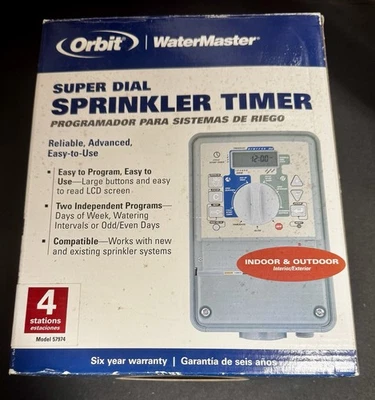 Orbit® WaterMaster®
SUPER DIAL
SPRINKLER TIMER
PROGRAMADOR PARA SISTEMAS DE RIEGO
Reliable, Advanced,
Easy-to-Use
• Easy to Program, Easy to
Use—Large buttons and easy
to read LCD screen
• Two Independent Programs—
Days of Week, Watering
Intervals or Odd/Even Days
• Compatible—Works with new
and existing sprinkler systems
12:00
INDOOR & OUTDOOR
Interior/Exterior
4
stations
estaciones
Model 57974
Six year warranty | Garantía de seis años